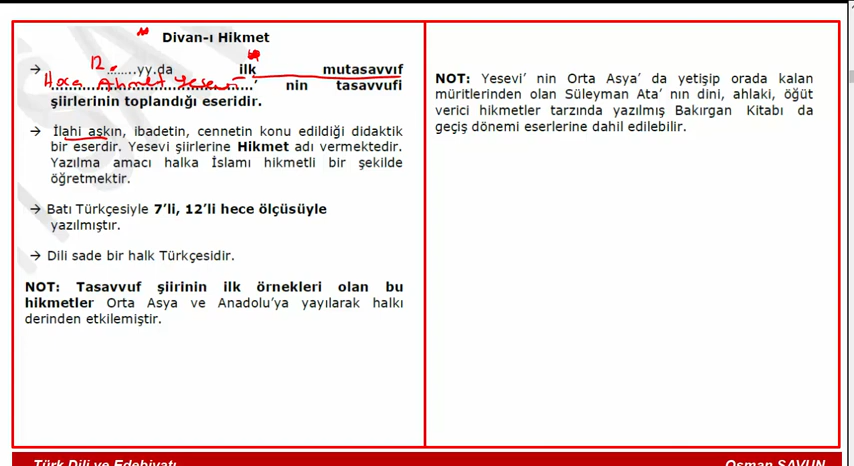 Divan-ı Hikmet
→ 12. ........yy.da ilk mutasavvıf
Hoca Ahmet Yesevi ' nin tasavvufi
şiirlerinin toplandığı eseridir.
→ İlahi aşkın, ibadetin, cennetin konu edildiği didaktik
bir eserdir. Yesevi şiirlerine Hikmet adı vermektedir.
Yazılma amacı halka İslamı hikmetli bir şekilde
öğretmektir.
→ Batı Türkçesiyle 7'li, 12'li hece ölçüsüyle
yazılmıştır.
→ Dili sade bir halk Türkçesidir.
NOT: Tasavvuf şiirinin ilk örnekleri olan bu
hikmetler Orta Asya ve Anadolu'ya yayılarak halkı
derinden etkilemiştir.
NOT: Yesevi' nin Orta Asya' da yetişip orada kalan
müritlerinden olan Süleyman Ata' nın dini, ahlaki, öğüt
verici hikmetler tarzında yazılmış Bakırgan Kitabı da
geçiş dönemi eserlerine dahil edilebilir.
Türk Dili ve Edebiyatı
Osman SAVUN